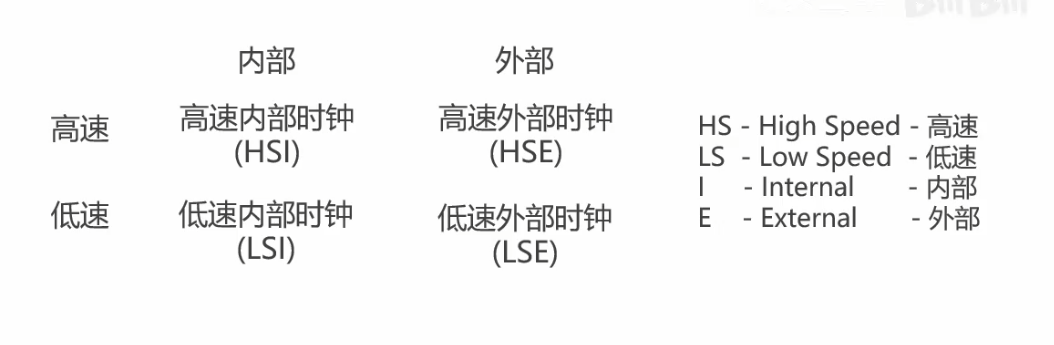 内部 外部
高速 高速内部时钟 高速外部时钟
(HSI) (HSE)
低速 低速内部时钟 低速外部时钟
(LSI) (LSE)
HS - High Speed - 高速
LS - Low Speed - 低速
I - Internal - 内部
E - External - 外部